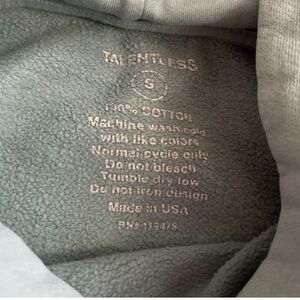 TALENTLESS
S
100% COTTON
Machine wash cold
with like colors
Normal cycle only
Do not bleach
Tumble dry low
Do not iron design
Made in USA
RN# 119475